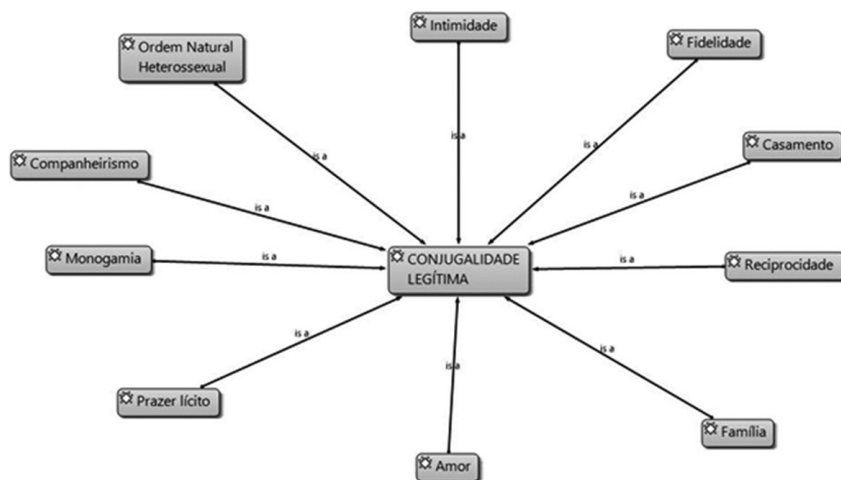 Intimidade
Ordem Natural
Heterossexual
Fidelidade
is a
is a
is a
Casamento
Companheirismo
is a
is a
Monogamia
is a
CONJUGALIDADE
LEGÍTIMA
is a
Reciprocidade
is a
is a
is a
Prazer lícito
Família
Amor